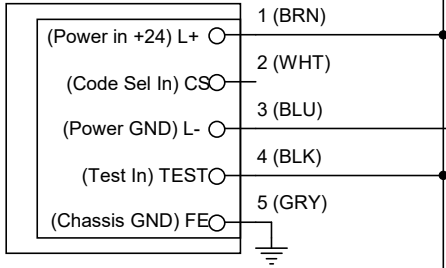 1 (BRN)
(Power in +24) L+
2 (WHT)
(Code Sel In) CS
3 (BLU)
(Power GND) L-
4 (BLK)
(Test In) TEST
5 (GRY)
(Chassis GND) FE